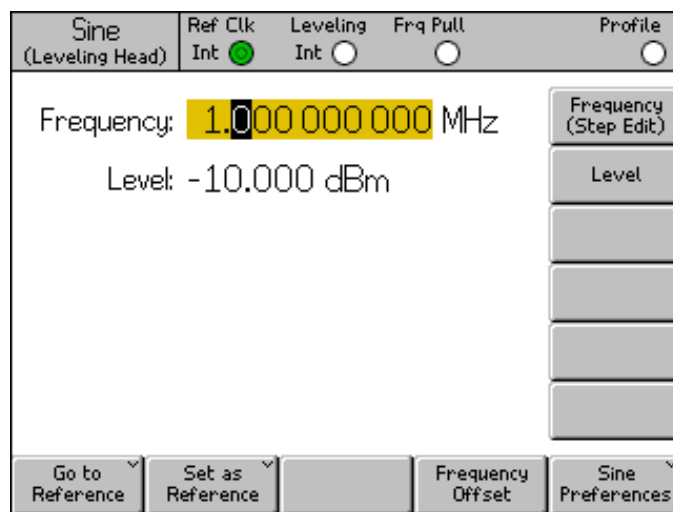 Sine
(Leveling Head)
Ref Clk
Int
Leveling
Int
Frq Pull
Profile
Frequency: 1.000 000 000 MHz
Level: -10.000 dBm
Frequency
(Step Edit)
Level
Go to
Reference
Set as
Reference
Frequency
Offset
Sine
Preferences